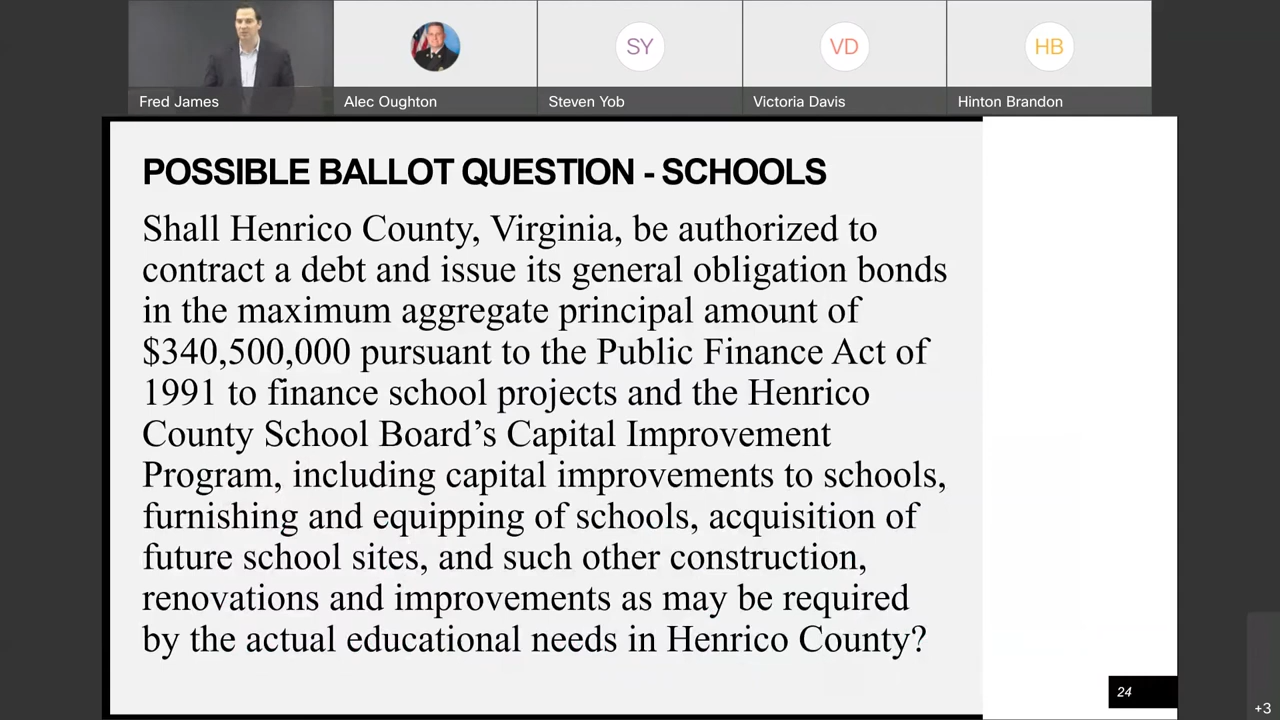 Fred James
Alec Oughton
SY
Steven Yob
VD
Victoria Davis
HB
Hinton Brandon
POSSIBLE BALLOT QUESTION - SCHOOLS
Shall Henrico County, Virginia, be authorized to
contract a debt and issue its general obligation bonds
in the maximum aggregate principal amount of
$340,500,000 pursuant to the Public Finance Act of
1991 to finance school projects and the Henrico
County School Board’s Capital Improvement
Program, including capital improvements to schools,
furnishing and equipping of schools, acquisition of
future school sites, and such other construction,
renovations and improvements as may be required
by the actual educational needs in Henrico County?
24
+3